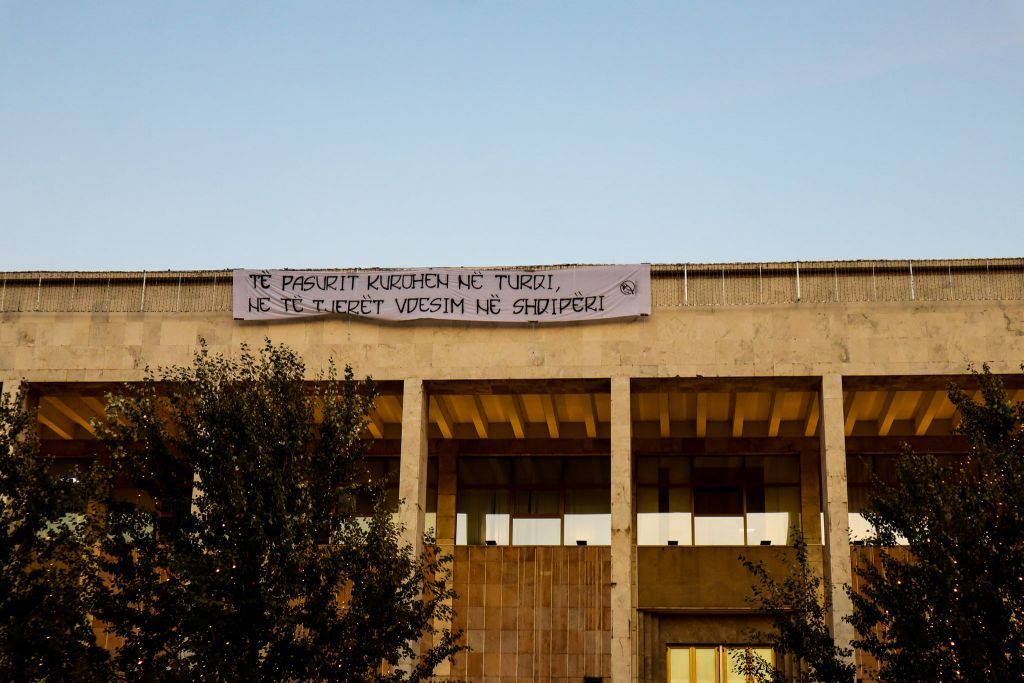 TË PASURIT KUROHEN NË TURQI,
NE TË TJERËT VDESIM NË SHQIPËRI